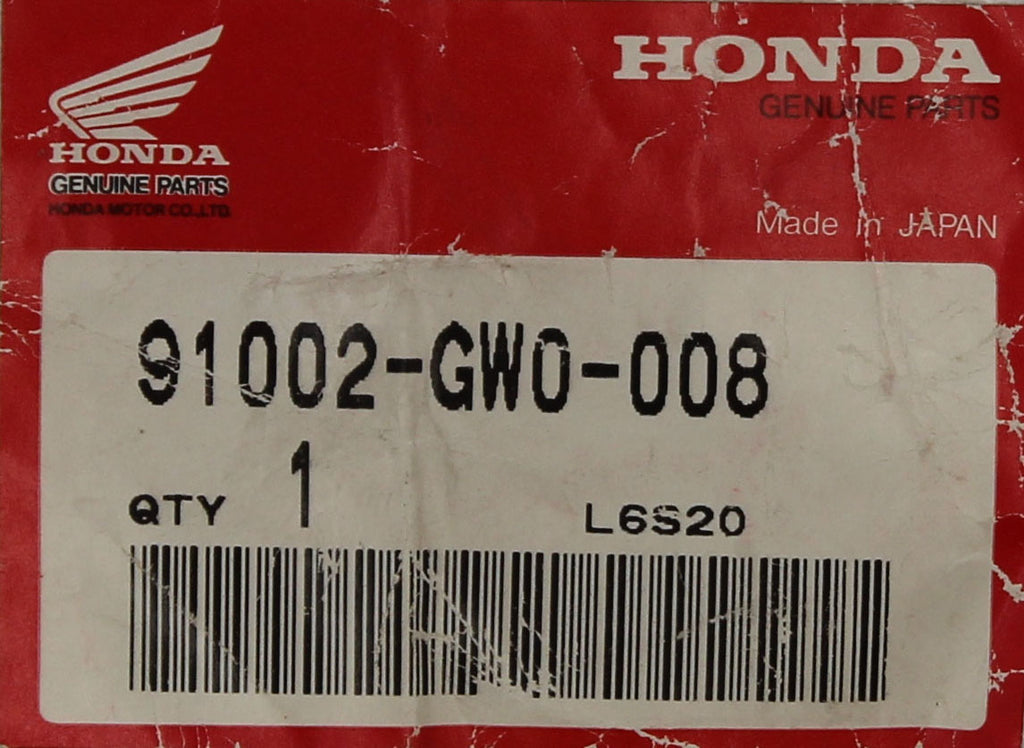 HONDA
GENUINE PARTS
HONDA MOTOR CO.,LTD.
HONDA
GENUINE PARTS
Made in JAPAN
91002-GW0-008
QTY 1 L6S20